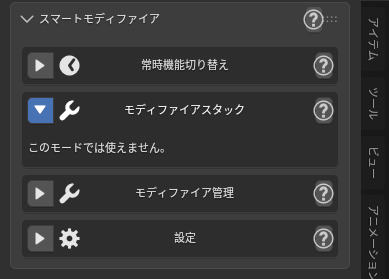 スマートモディファイア
常時機能切り替え
モディファイアスタック
このモードでは使えません。
モディファイア管理
設定
アイテム
ツール
ビュー
アニメーション